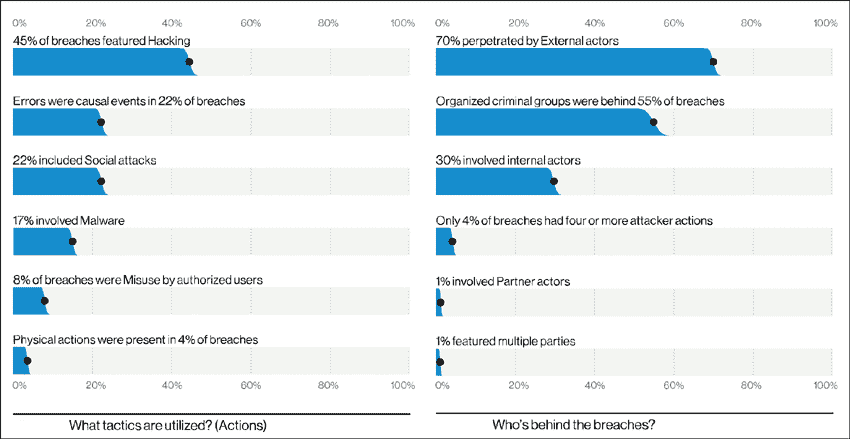 0% 20% 40% 60% 80% 100%
45% of breaches featured Hacking
Errors were causal events in 22% of breaches
22% included Social attacks
17% involved Malware
8% of breaches were Misuse by authorized users
Physical actions were present in 4% of breaches
0% 20% 40% 60% 80% 100%
What tactics are utilized? (Actions)
0% 20% 40% 60% 80% 100%
70% perpetrated by External actors
Organized criminal groups were behind 55% of breaches
30% involved internal actors
Only 4% of breaches had four or more attacker actions
1% involved Partner actors
1% featured multiple parties
0% 20% 40% 60% 80% 100%
Who's behind the breaches?